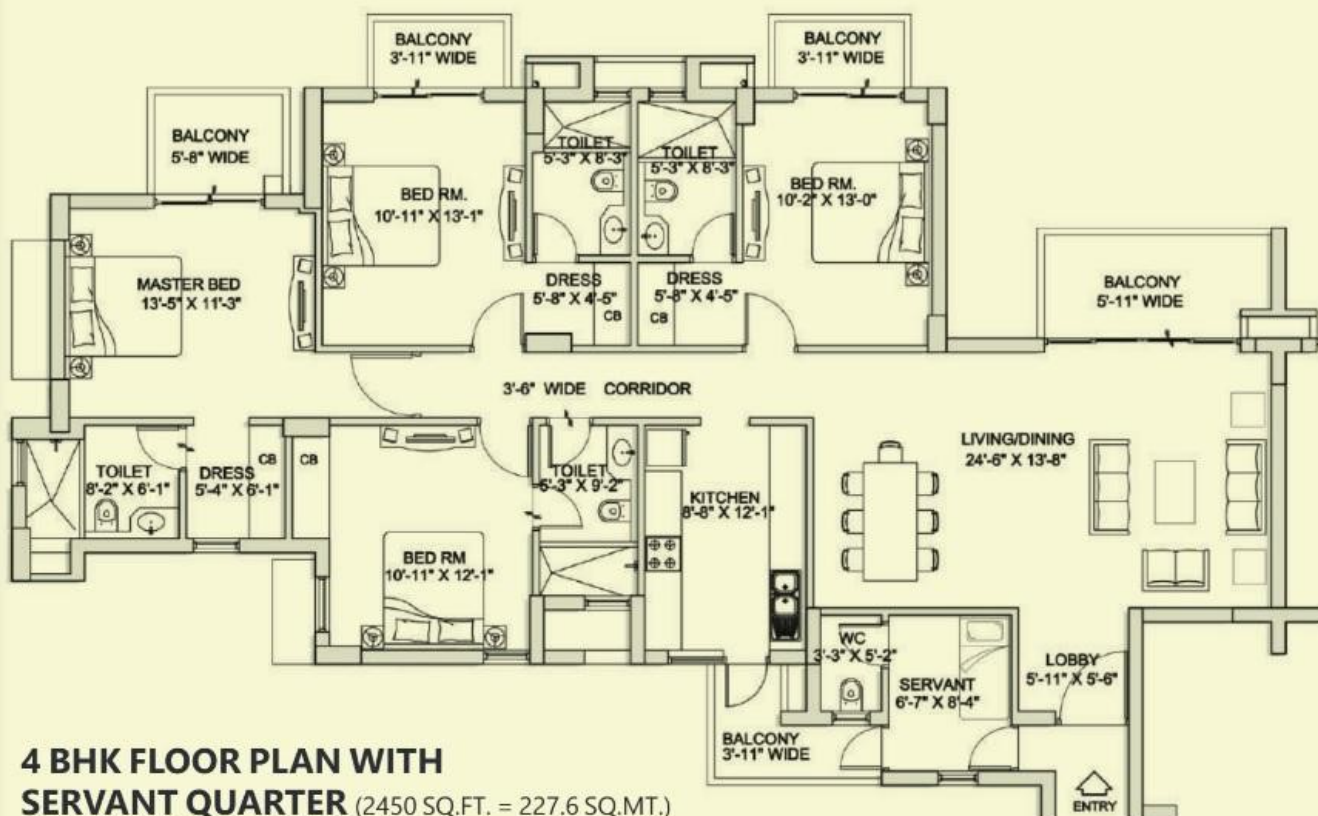 BALCONY
3'-11" WIDE
BALCONY
3'-11" WIDE
BALCONY
5'-8" WIDE
TOILET
5'-3" X 8'-3"
TOILET
5'-3" X 8'-3"
BED RM.
10'-11" X 13'-1"
BED RM.
10'-2" X 13'-0"
MASTER BED
13'-5" X 11'-3"
DRESS
5'-8" X 4'-5"
CB
DRESS
5'-8" X 4'-5"
CB
BALCONY
5'-11" WIDE
3'-6" WIDE CORRIDOR
LIVING/DINING
24'-6" X 13'-8"
TOILET
8'-2" X 6'-1"
DRESS
5'-4" X 6'-1"
CB
CB
TOILET
5'-3" X 9'-2"
KITCHEN
8'-8" X 12'-1"
BED RM
10'-11" X 12'-1"
WC
3'-3" X 5'-2"
SERVANT
6'-7" X 8'-4"
LOBBY
5'-11" X 5'-6"
BALCONY
3'-11" WIDE
ENTRY
4 BHK FLOOR PLAN WITH
SERVANT QUARTER (2450 SQ.FT. = 227.6 SQ.MT.)